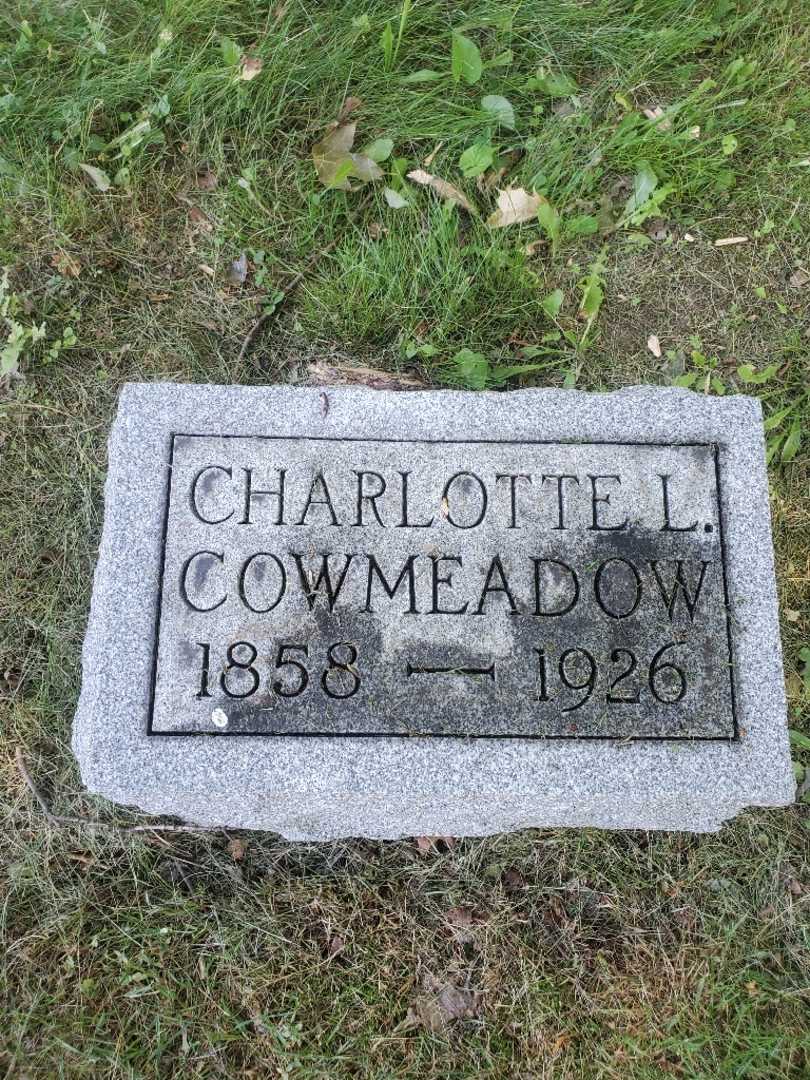 CHARLOTTE L.
COWMEADOW
1858 — 1926